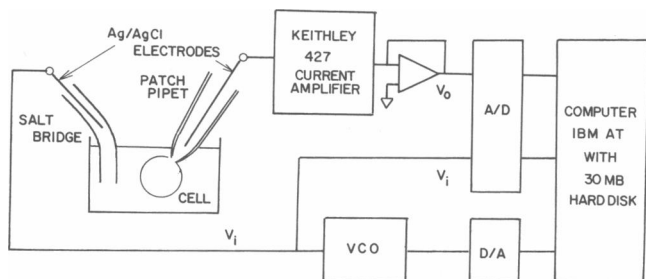 Ag/AgCl
ELECTRODES
PATCH
PIPET
SALT
BRIDGE
CELL
KEITHLEY
427
CURRENT
AMPLIFIER
Vo
A/D
COMPUTER
IBM AT
WITH
30 MB
HARD DISK
Vi
Vi
VCO
D/A